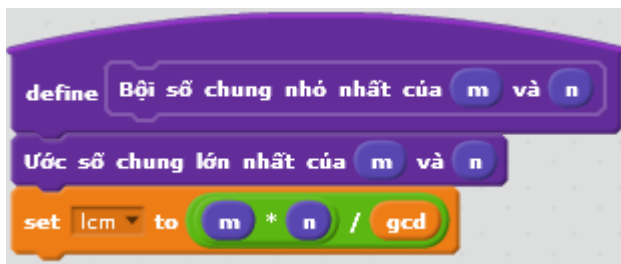 define Bội số chung nhỏ nhất của m và n
Ước số chung lớn nhất của m và n
set lcm to m * n / gcd